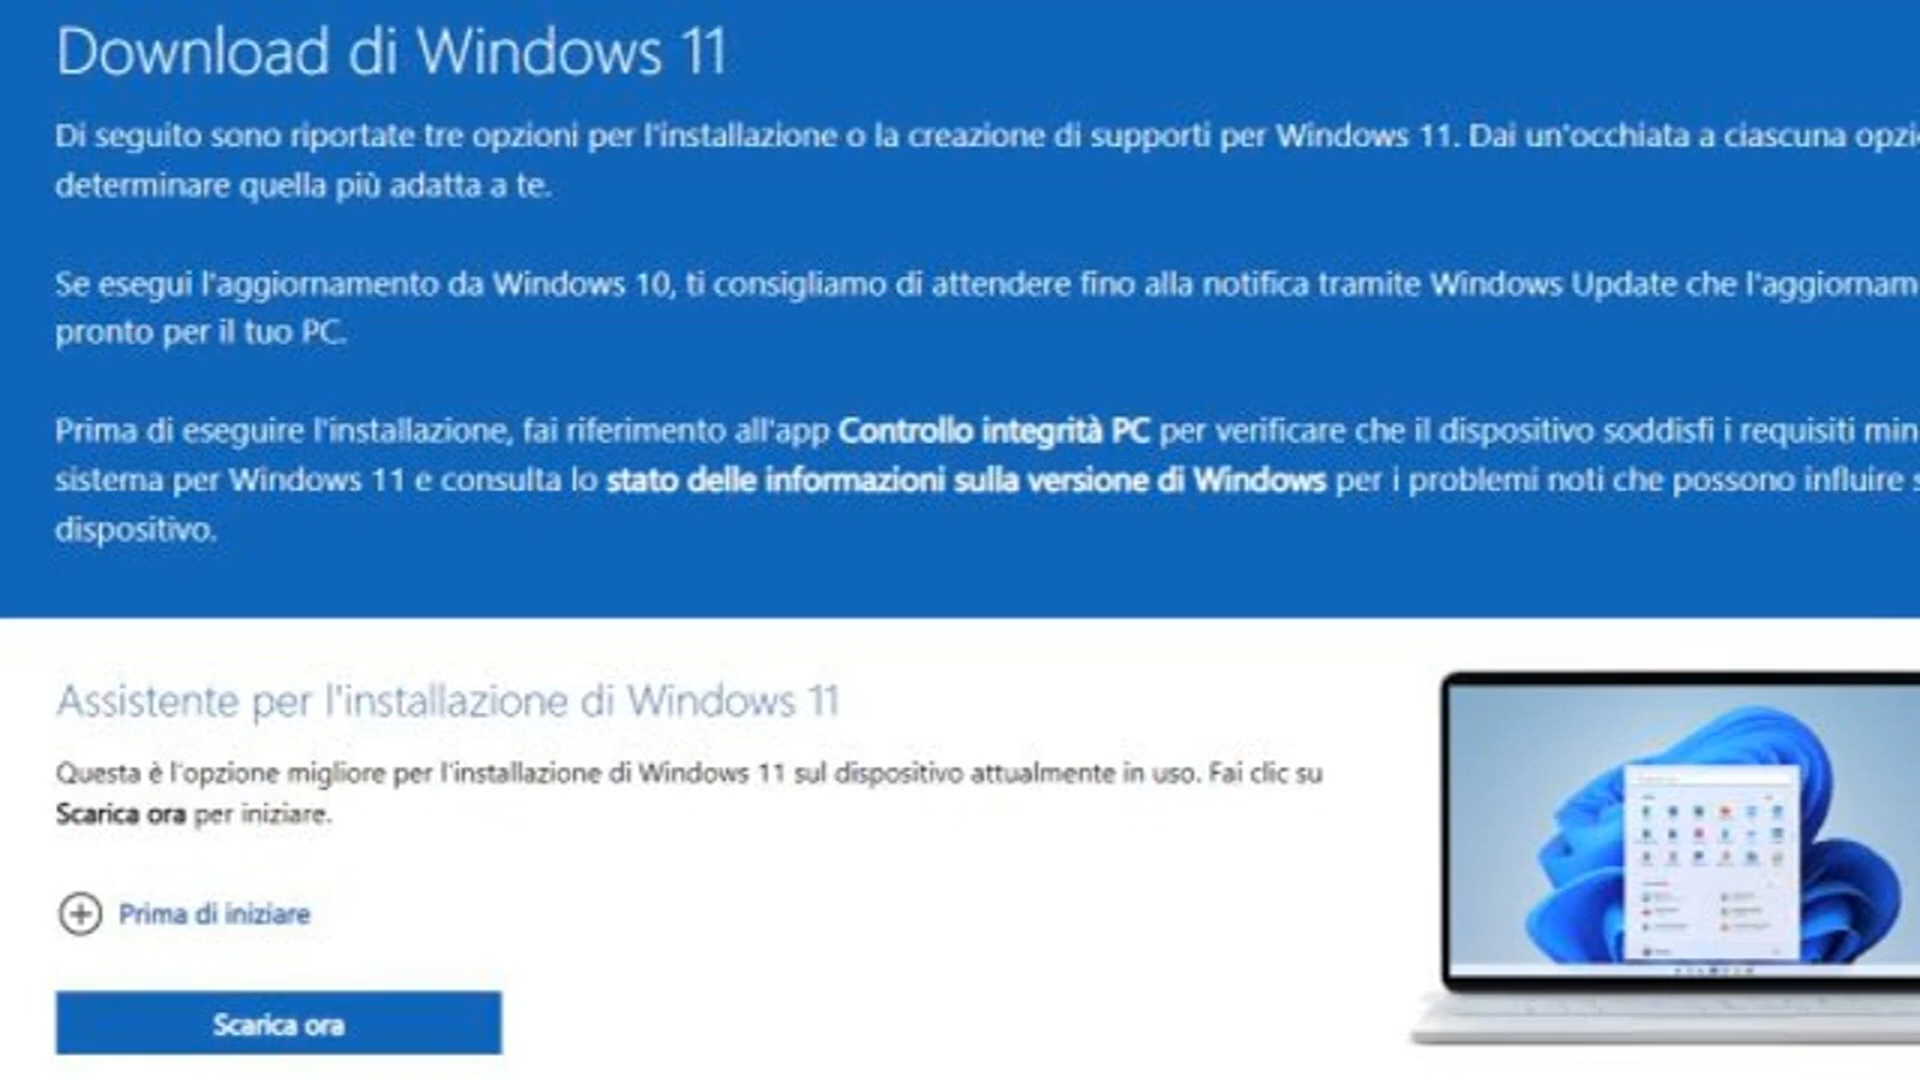 Download di Windows 11
Di seguito sono riportate tre opzioni per l'installazione o la creazione di supporti per Windows 11. Dai un'occhiata a ciascuna opzi
determinare quella più adatta a te.
Se esegui l'aggiornamento da Windows 10, ti consigliamo di attendere fino alla notifica tramite Windows Update che l'aggiornam
pronto per il tuo PC.
Prima di eseguire l'installazione, fai riferimento all'app Controllo integrità PC per verificare che il dispositivo soddisfi i requisiti min
sistema per Windows 11 e consulta lo stato delle informazioni sulla versione di Windows per i problemi noti che possono influire s
dispositivo.
Assistente per l'installazione di Windows 11
Questa è l'opzione migliore per l'installazione di Windows 11 sul dispositivo attualmente in uso. Fai clic su
Scarica ora per iniziare.
Prima di iniziare
Scarica ora